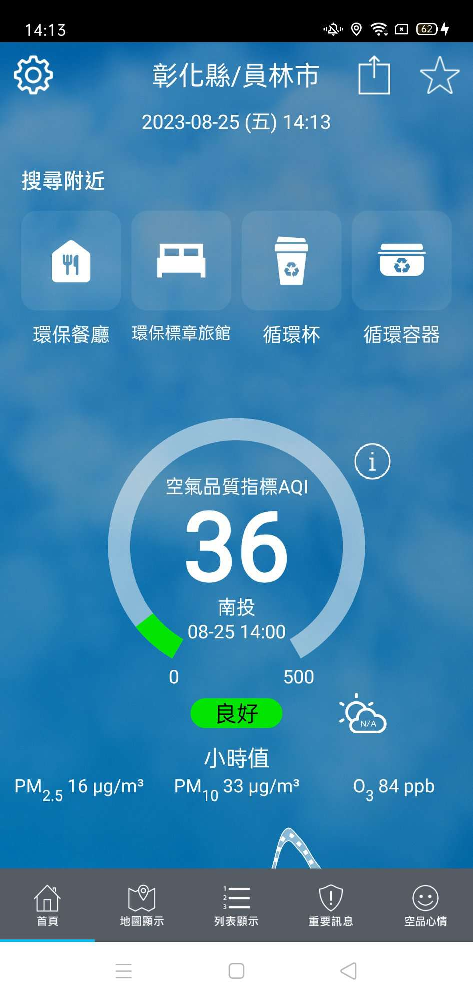 14:13
62
彰化縣/員林市
2023-08-25 (五) 14:13
搜尋附近
環保餐廳
環保標章旅館
循環杯
循環容器
i
空氣品質指標AQI
36
南投
08-25 14:00
0
500
良好
N/A
小時值
PM2.5 16 μg/m³
PM10 33 μg/m³
O3 84 ppb
1
2
3
首頁
地圖顯示
列表顯示
重要訊息
空品心情